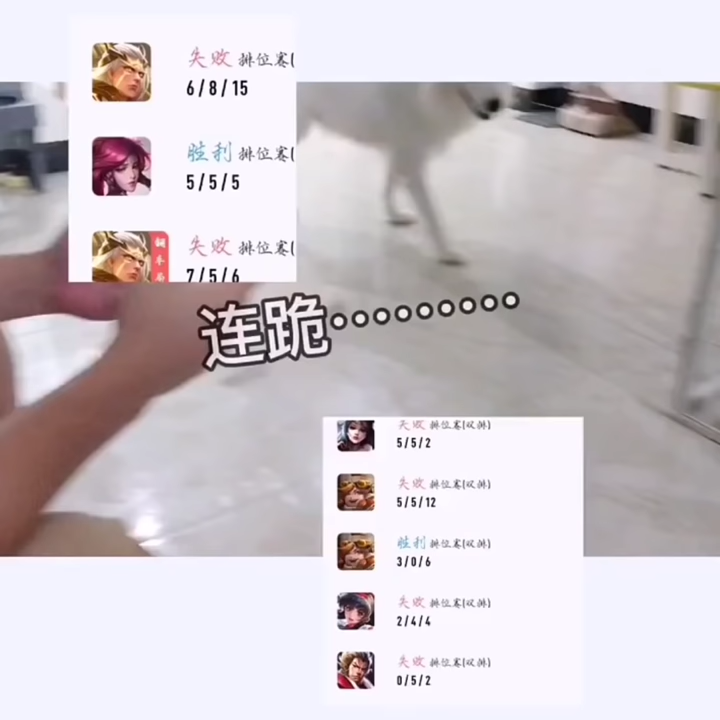 失败 排位赛(
6/8/15
胜利 排位赛(
5/5/5
翻车局
失败 排位赛(
7/5/6
连跪·········
失败 排位赛(双排)
5/5/2
失败 排位赛(双排)
5/5/12
胜利 排位赛(双排)
3/0/6
失败 排位赛(双排)
2/4/4
失败 排位赛(双排)
0/5/2